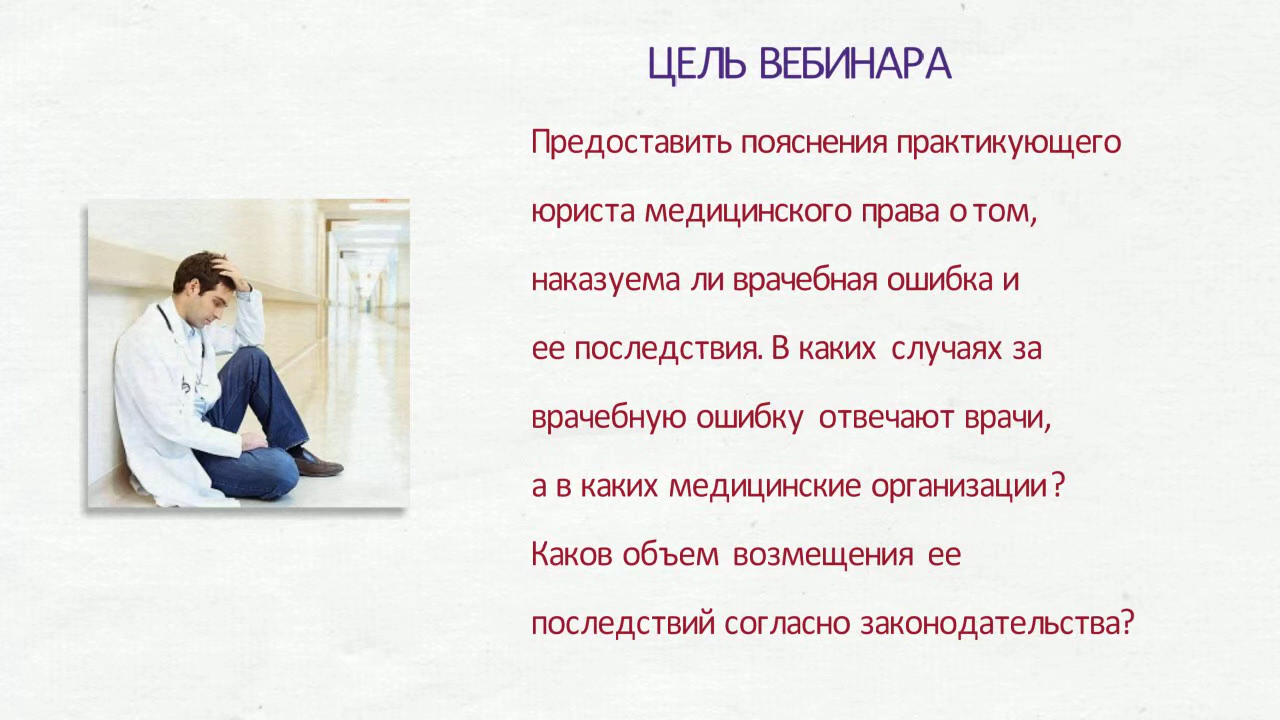 ЦЕЛЬ ВЕБИНАРА
Предоставить пояснения практикующего
юриста медицинского права о том,
наказуема ли врачебная ошибка и
ее последствия. В каких случаях за
врачебную ошибку отвечают врачи,
а в каких медицинские организации?
Каков объем возмещения ее
последствий согласно законодательства?